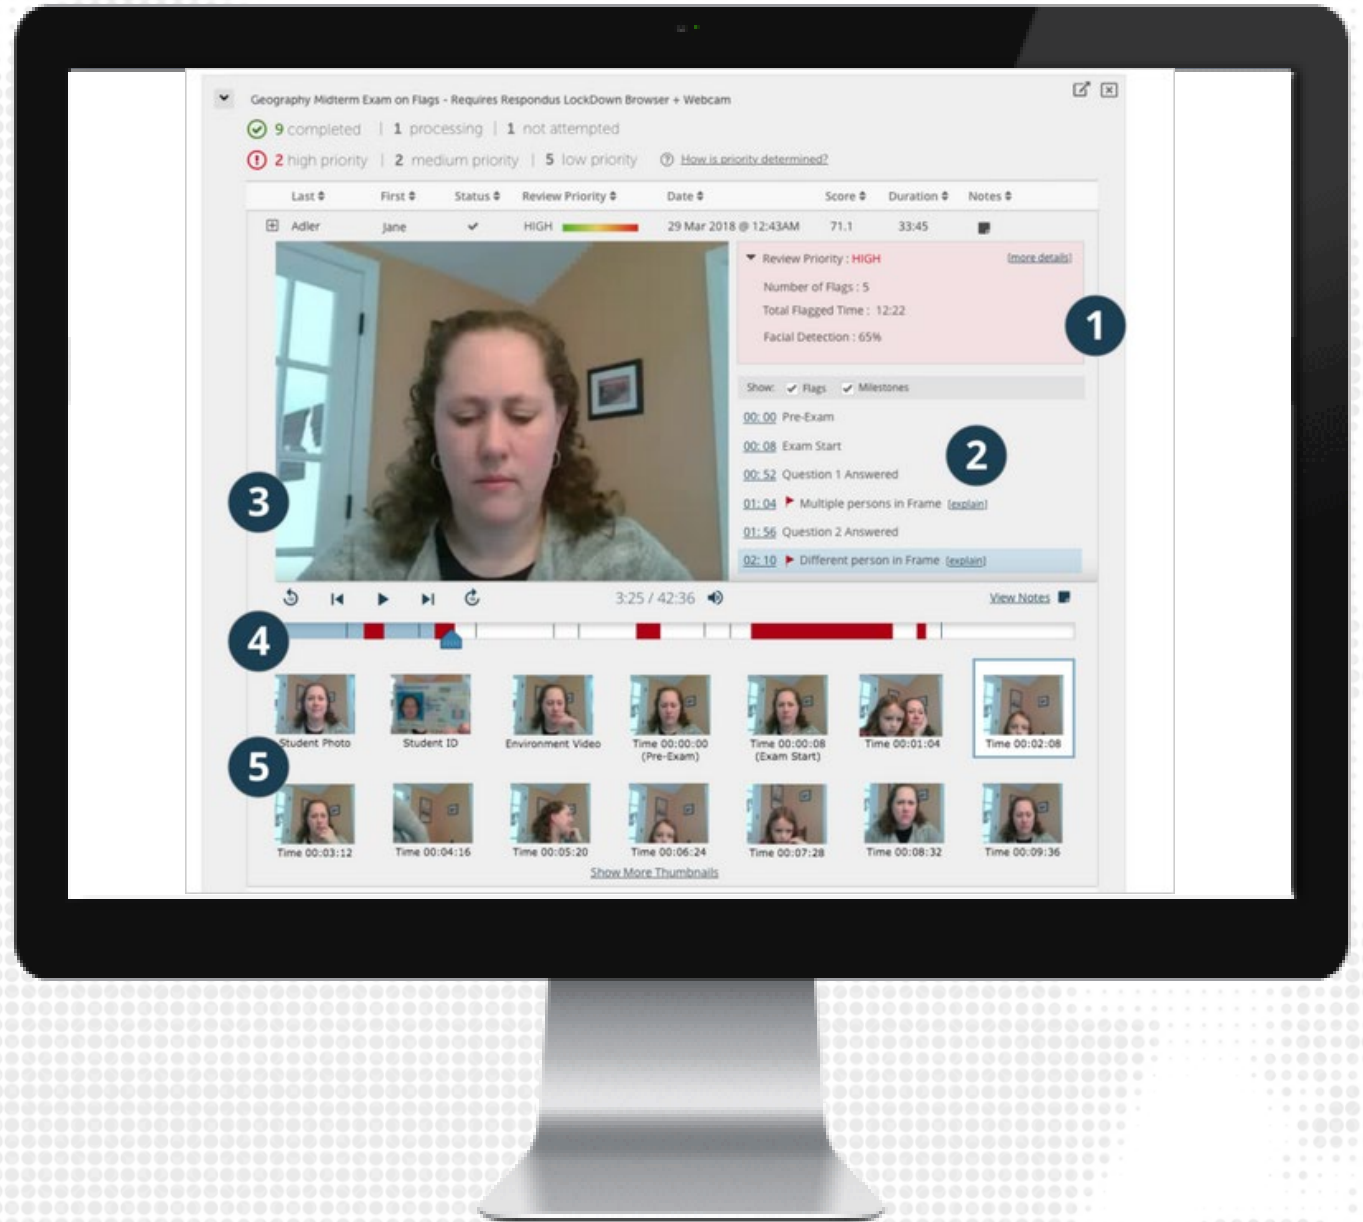 Geography Midterm Exam on Flags - Requires Respondus LockDown Browser + Webcam
9 completed | 1 processing | 1 not attempted
2 high priority | 2 medium priority | 5 low priority How is priority determined?
Last First Status Review Priority Date Score Duration Notes
Adler Jane HIGH 29 Mar 2018 @ 12:43AM 71.1 33:45
Review Priority : HIGH [more details]
Number of Flags : 5
Total Flagged Time : 12:22
Facial Detection : 65%
1
Show: Flags Milestones
00: 00 Pre-Exam
00: 08 Exam Start
2
00: 52 Question 1 Answered
01: 04 Multiple persons in Frame [explain]
01: 56 Question 2 Answered
02: 10 Different person in Frame [explain]
3
3:25 / 42:36 View Notes
4
Student Photo Student ID Environment Video Time 00:00:00 Time 00:00:08 Time 00:01:04 Time 00:02:08
(Pre-Exam) (Exam Start)
5
Time 00:03:12 Time 00:04:16 Time 00:05:20 Time 00:06:24 Time 00:07:28 Time 00:08:32 Time 00:09:36
Show More Thumbnails